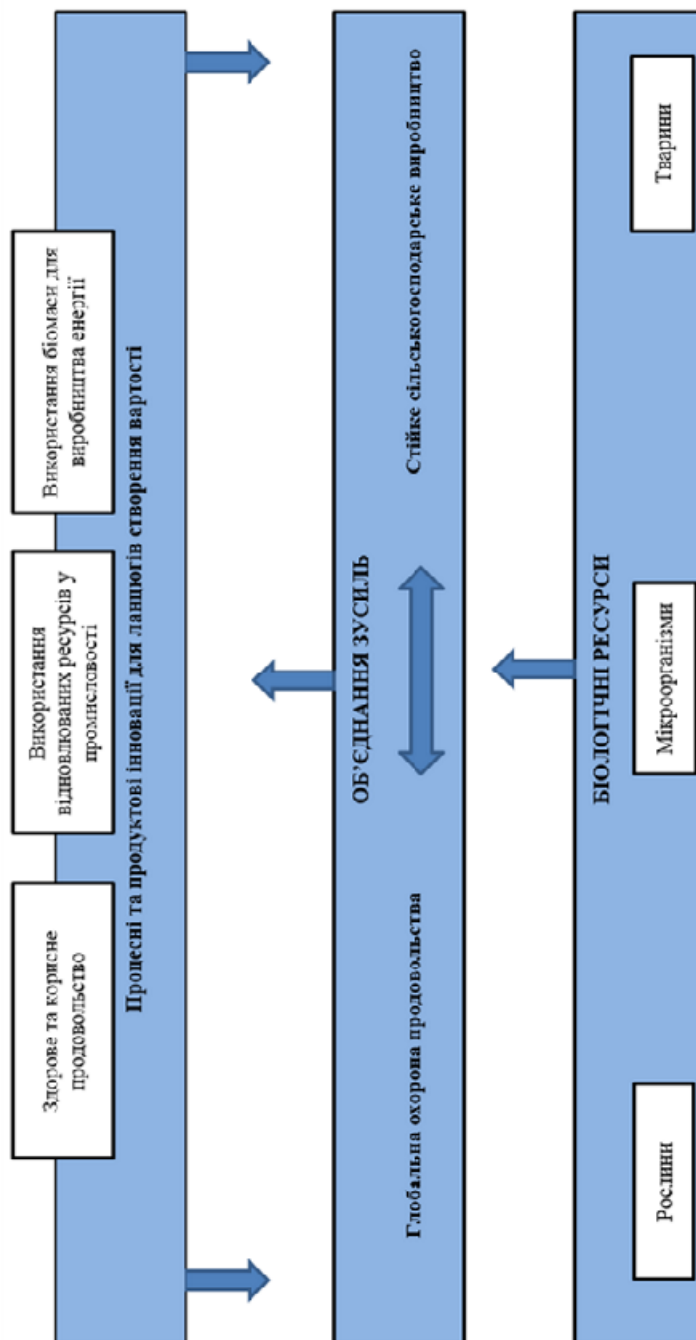 Здорове та корисне
продовольство
Використання
відновлюваних ресурсів у
промисловості
Використання біомаси для
виробництва енергії
Процесні та продуктові інновації для ланцюгів створення вартості
ОБ’ЄДНАННЯ ЗУСИЛЬ
Глобальна охорона продовольства
Стійке сільськогосподарське виробництво
БІОЛОГІЧНІ РЕСУРСИ
Рослини
Мікроорганізми
Тварини